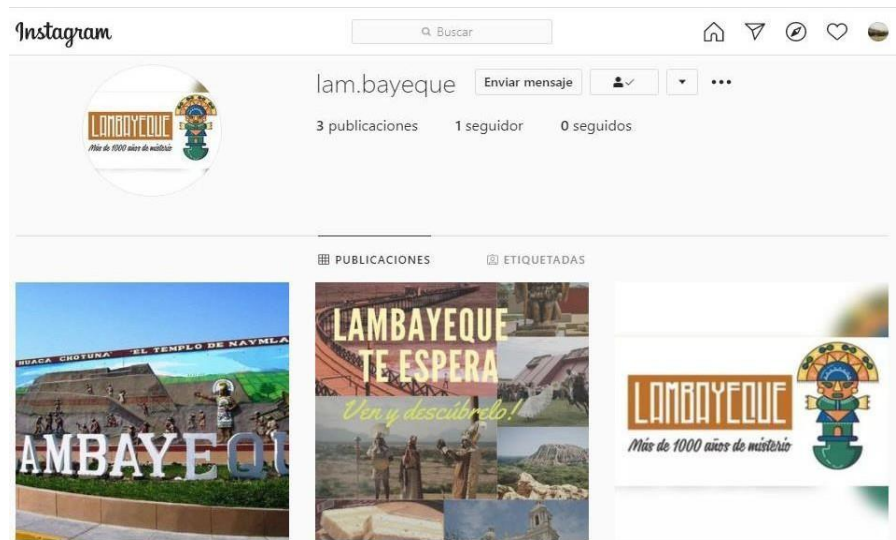 Instagram
Buscar
lam.bayeque
Enviar mensaje
3 publicaciones 1 seguidor 0 seguidos
LAMBAYEQUE
Más de 1000 años de misterio
PUBLICACIONES
ETIQUETADAS
HUACA CHOTUNA" "EL TEMPLO DE NAYMLA
AMBAYEQU
LAMBAYEQUE
TE ESPERA
Ven y descúbrelo!
LAMBAYEQUE
Más de 1000 años de misterio